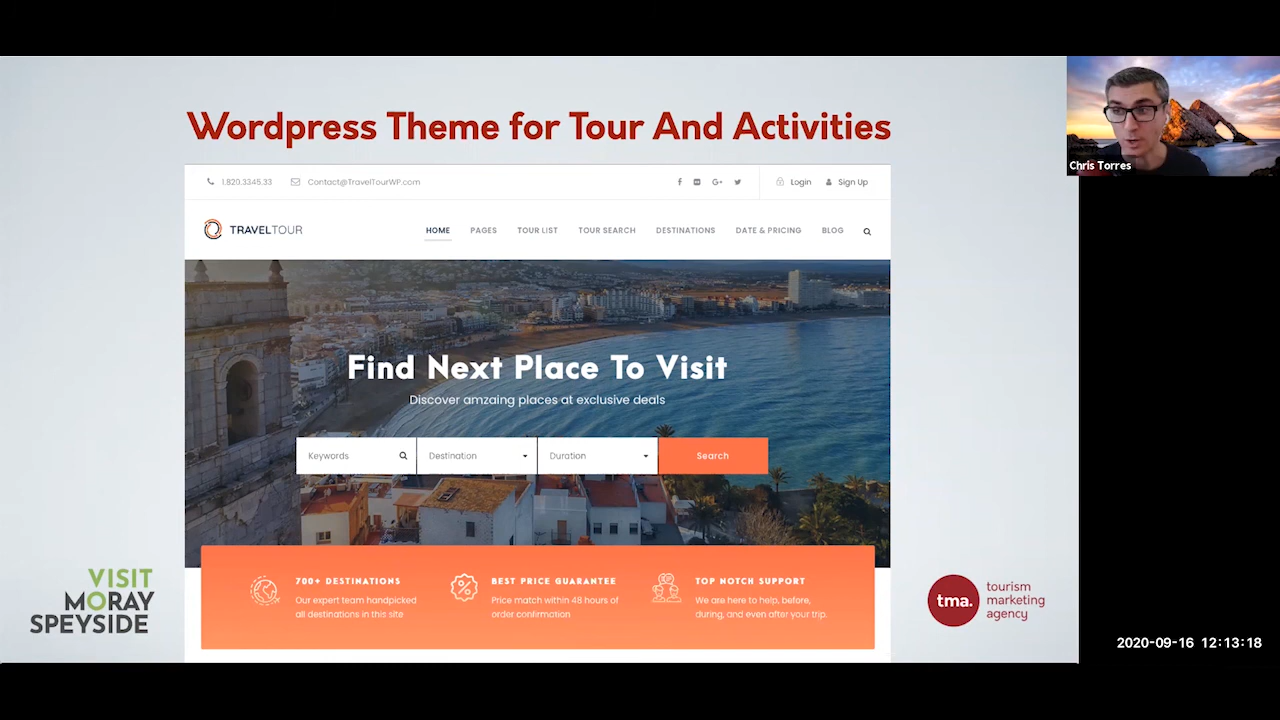 Wordpress Theme for Tour And Activities
Chris Torres
1.820.3345.33 Contact@TravelTourWP.com Login Sign Up
TRAVELTOUR HOME PAGES TOUR LIST TOUR SEARCH DESTINATIONS DATE & PRICING BLOG
Find Next Place To Visit
Discover amzaing places at exclusive deals
Keywords Destination Duration Search
700+ DESTINATIONS
Our expert team handpicked
all destinations in this site
BEST PRICE GUARANTEE
Price match within 48 hours of
order confirmation
TOP NOTCH SUPPORT
We are here to help, before,
during, and even after your trip.
VISIT
MORAY
SPEYSIDE
tma.
tourism
marketing
agency
2020-09-16 12:13:18